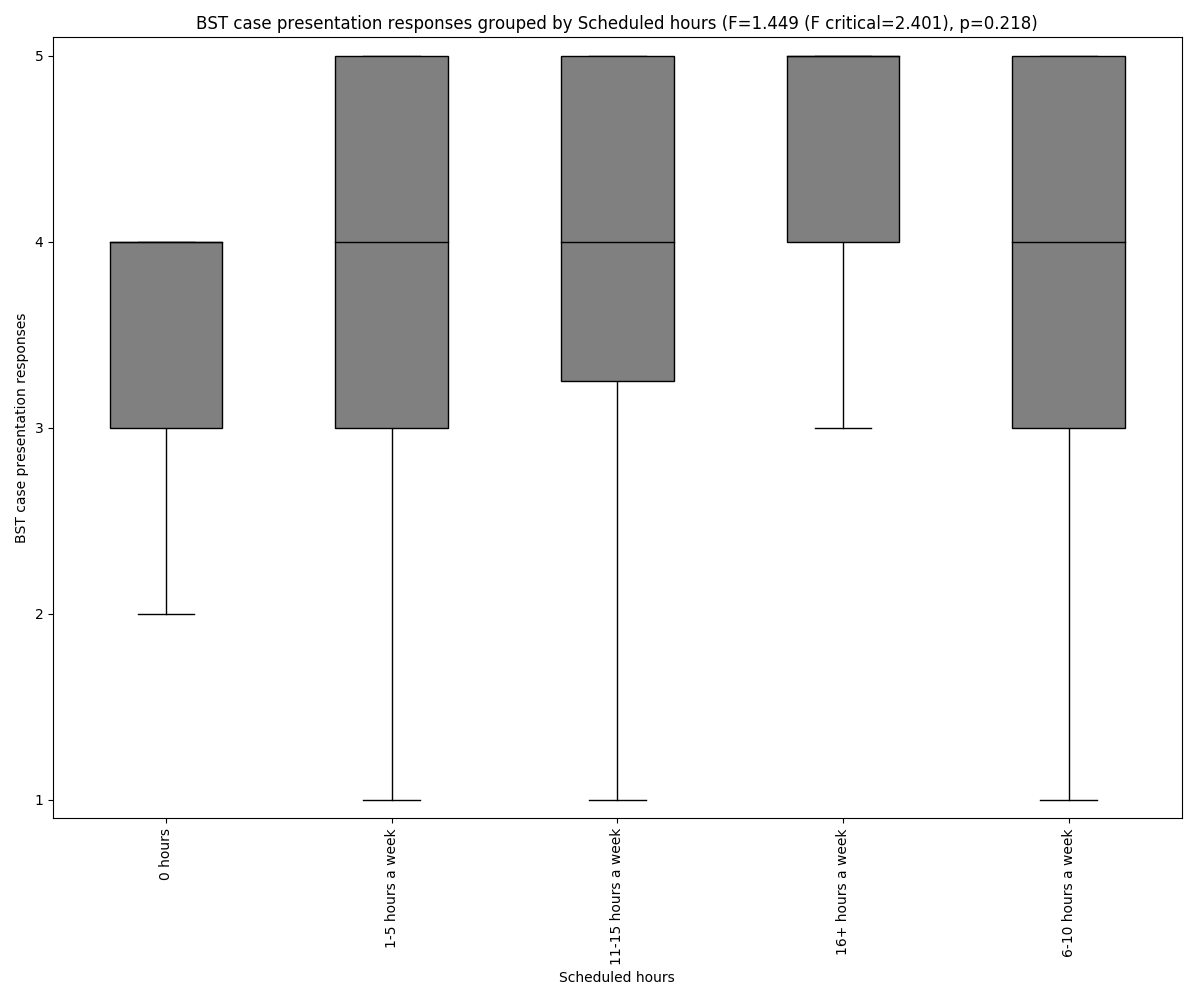 BST case presentation responses grouped by Scheduled hours (F=1.449 (F critical=2.401), p=0.218)
BST case presentation responses
5
4
3
2
1
0 hours
1-5 hours a week
11-15 hours a week
16+ hours a week
6-10 hours a week
Scheduled hours